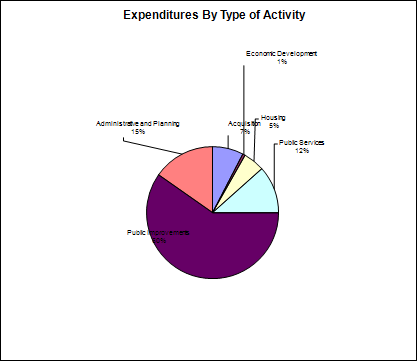 Expenditures By Type of Activity
Economic Development
1%
Housing
5%
Administrative and Planning
15%
Acquisition
7%
Public Services
12%
Public Improvements